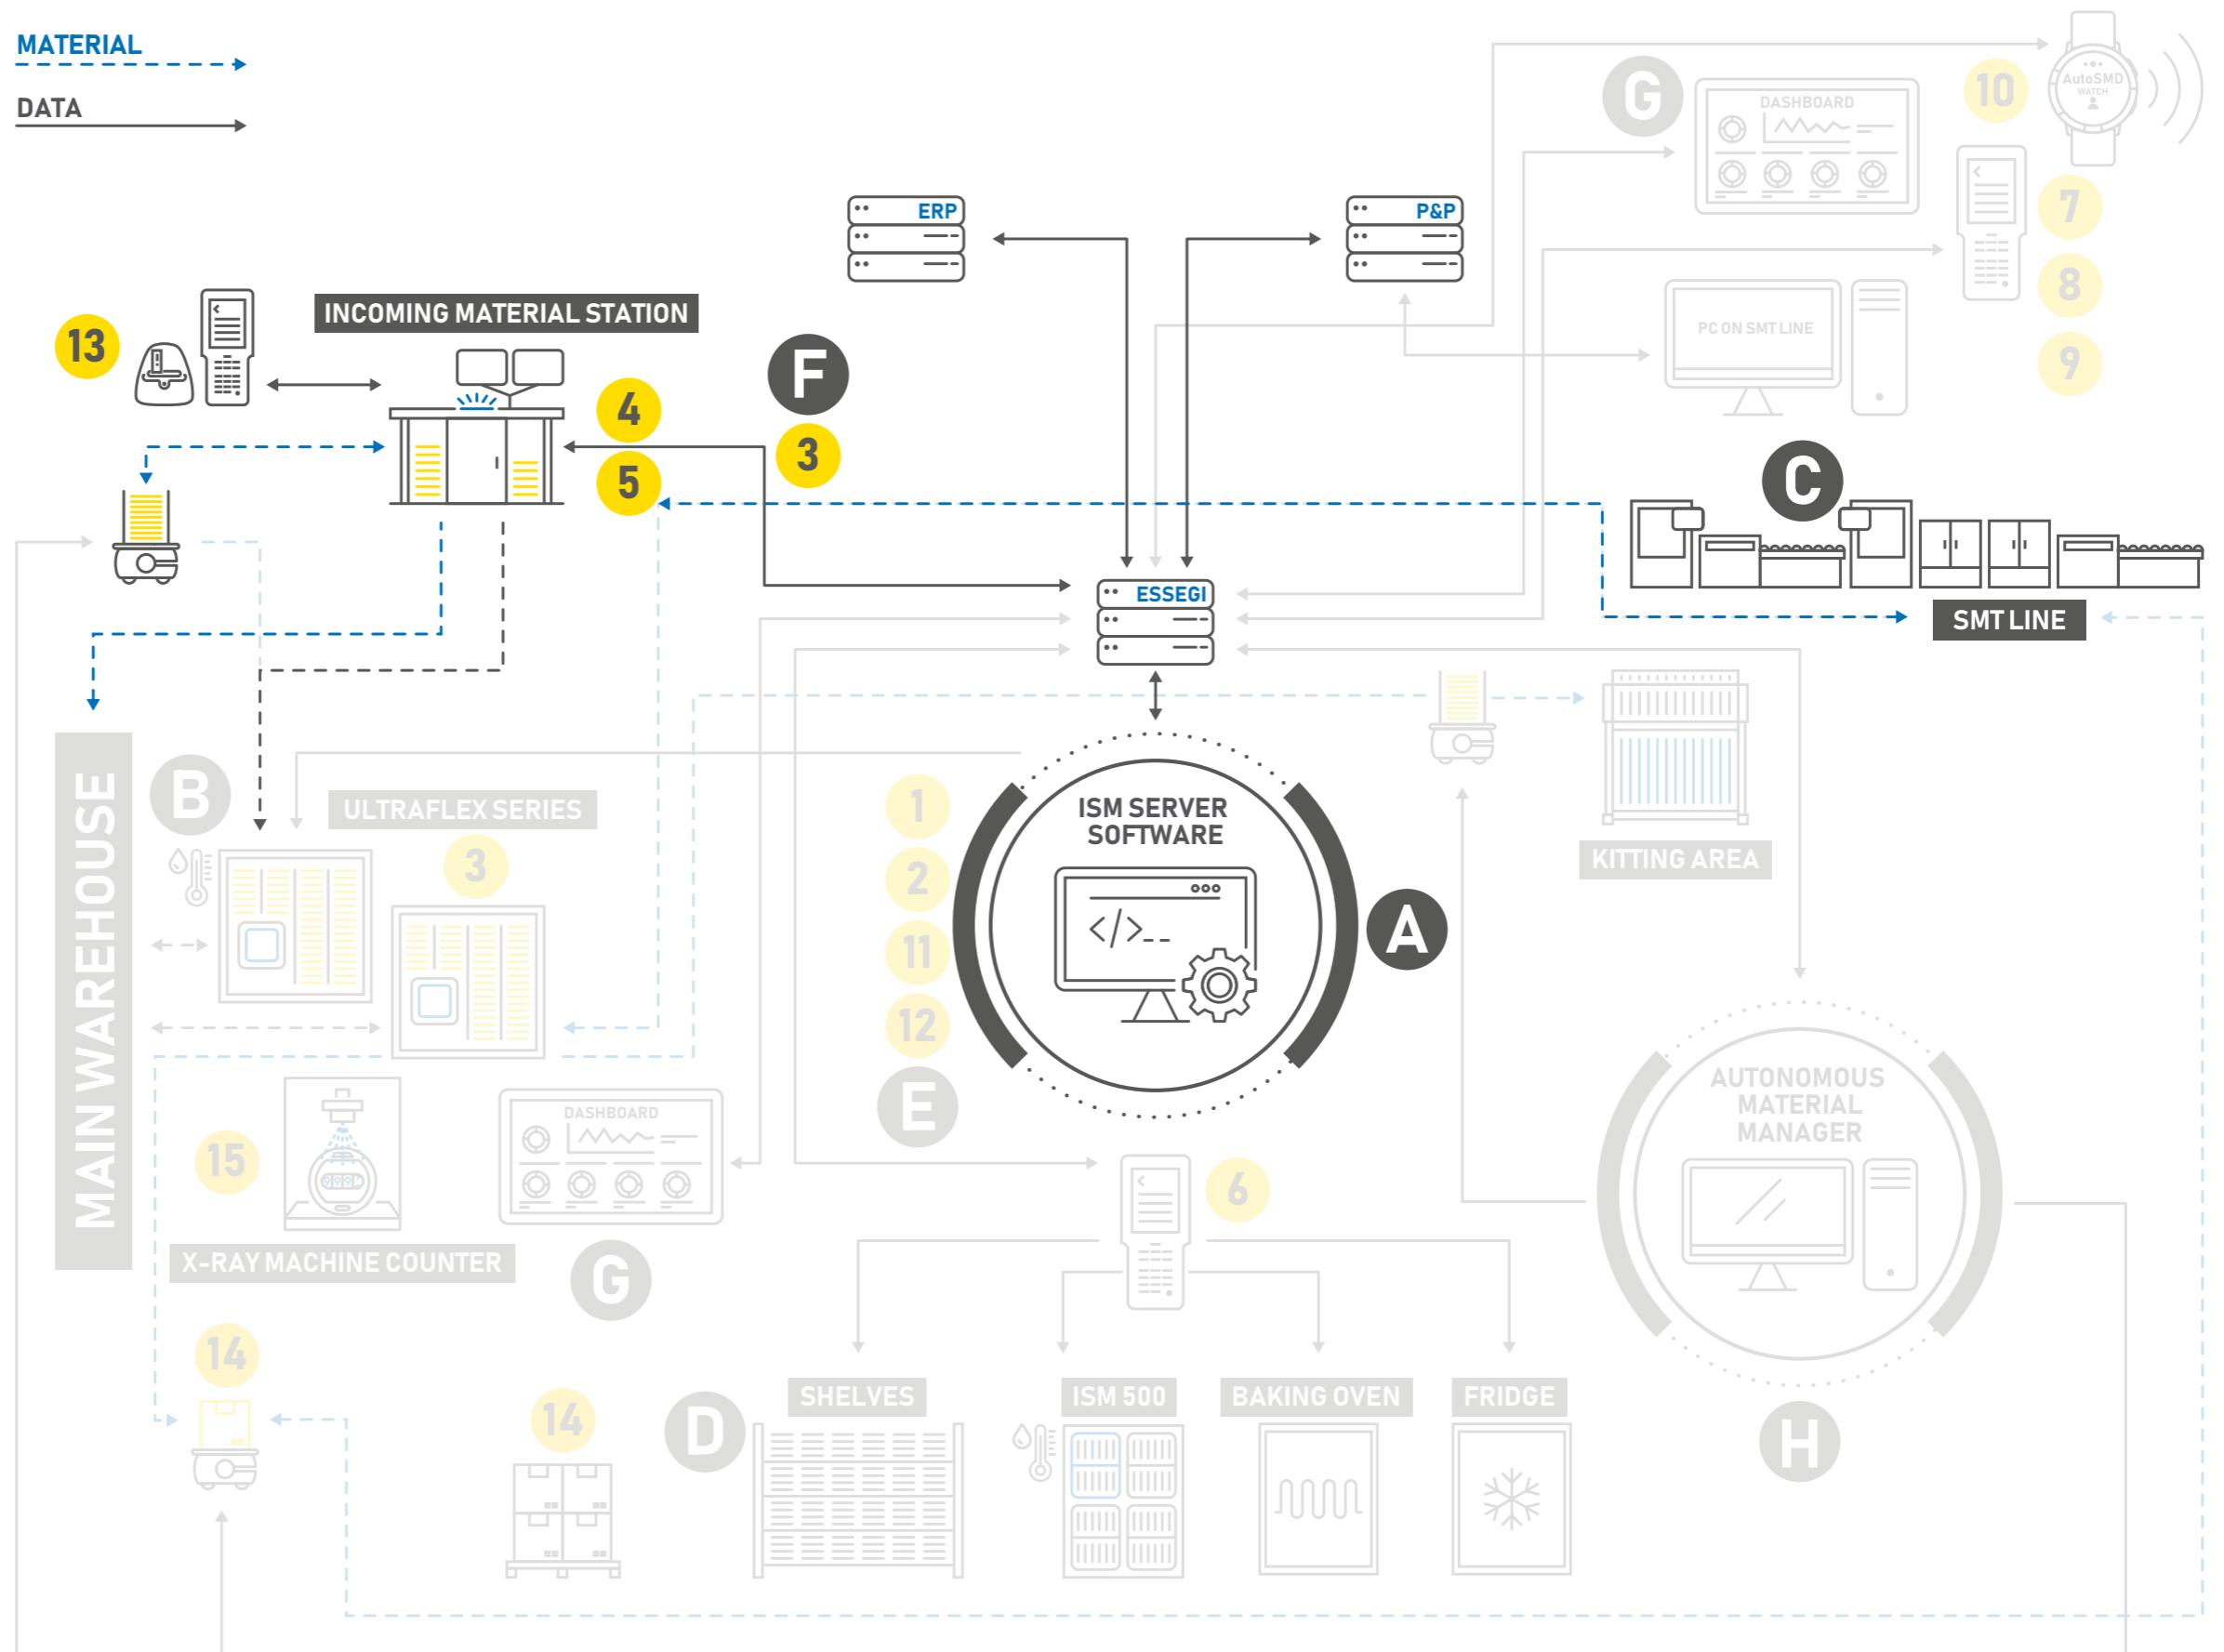 MATERIAL
DATA
10
AutoSMD
WATCH
G
DASHBOARD
7
8
9
ERP
P&P
PC ON SMT LINE
13
INCOMING MATERIAL STATION
F
3
4
5
C
SMT LINE
ESSEGI
MAIN WAREHOUSE
B
ULTRAFLEX SERIES
3
1
2
11
12
E
ISM SERVER
SOFTWARE
</>_ _
A
KITTING AREA
AUTONOMOUS
MATERIAL
MANAGER
H
15
X-RAY MACHINE COUNTER
DASHBOARD
G
6
14
14
D
SHELVES
ISM 500
BAKING OVEN
FRIDGE